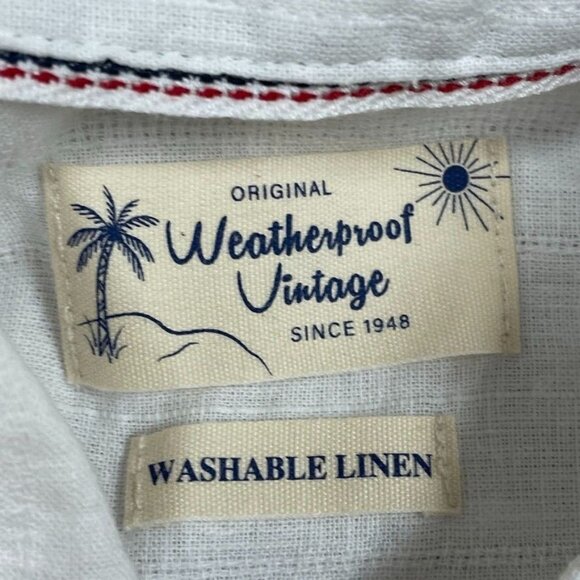 ORIGINAL
Weatherproof
Vintage
SINCE 1948
WASHABLE LINEN